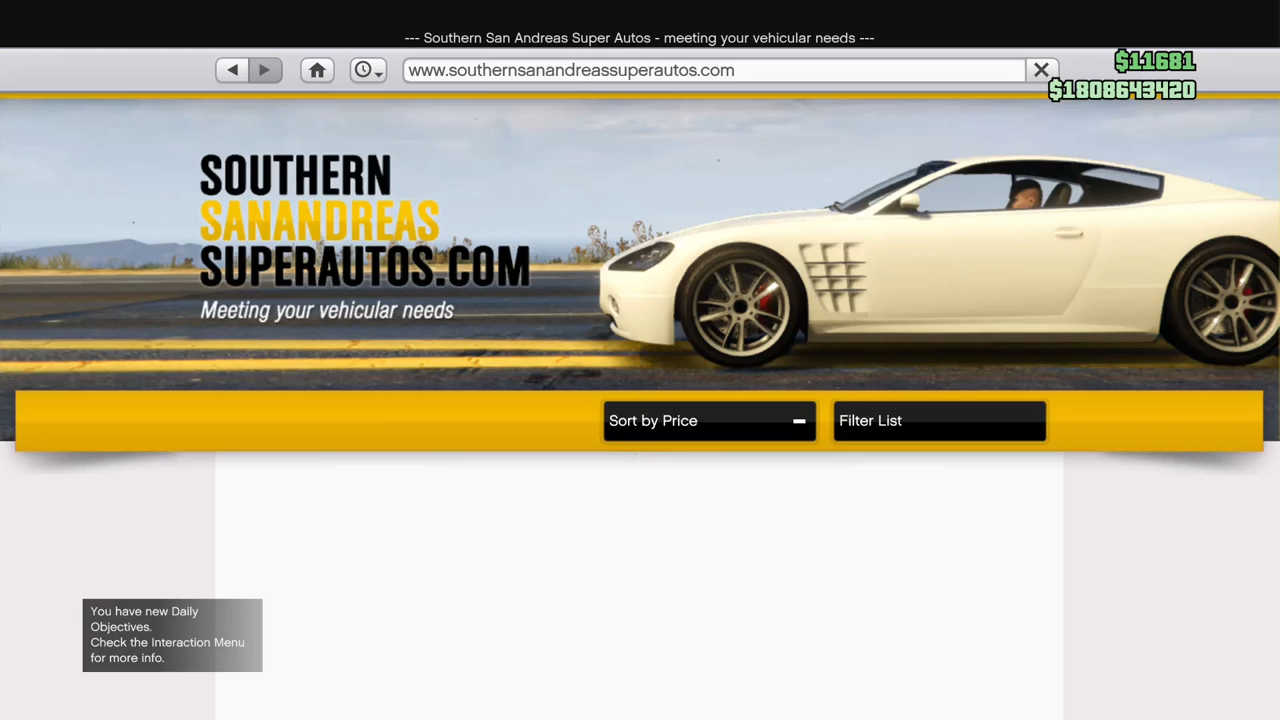 --- Southern San Andreas Super Autos - meeting your vehicular needs ---
www.southernsanandreassuperautos.com
$11681
$1808643420
SOUTHERN
SANANDREAS
SUPERAUTOS.COM
Meeting your vehicular needs
Sort by Price
Filter List
You have new Daily
Objectives.
Check the Interaction Menu
for more info.